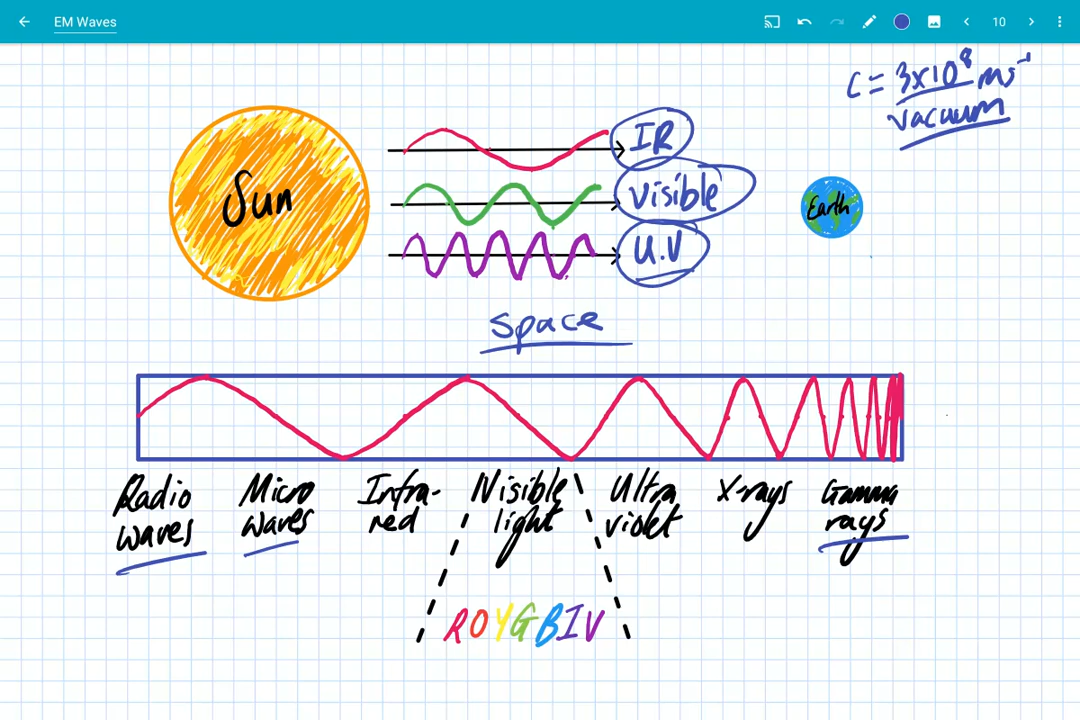 EM Waves
10
C = 3x10⁸ ms⁻¹
vacuum
Sun
IR
visible
U.V
Earth
space
Radio waves
Micro waves
Infra-red
Visible light
Ultra violet
X-rays
Gamma rays
ROYGBIV